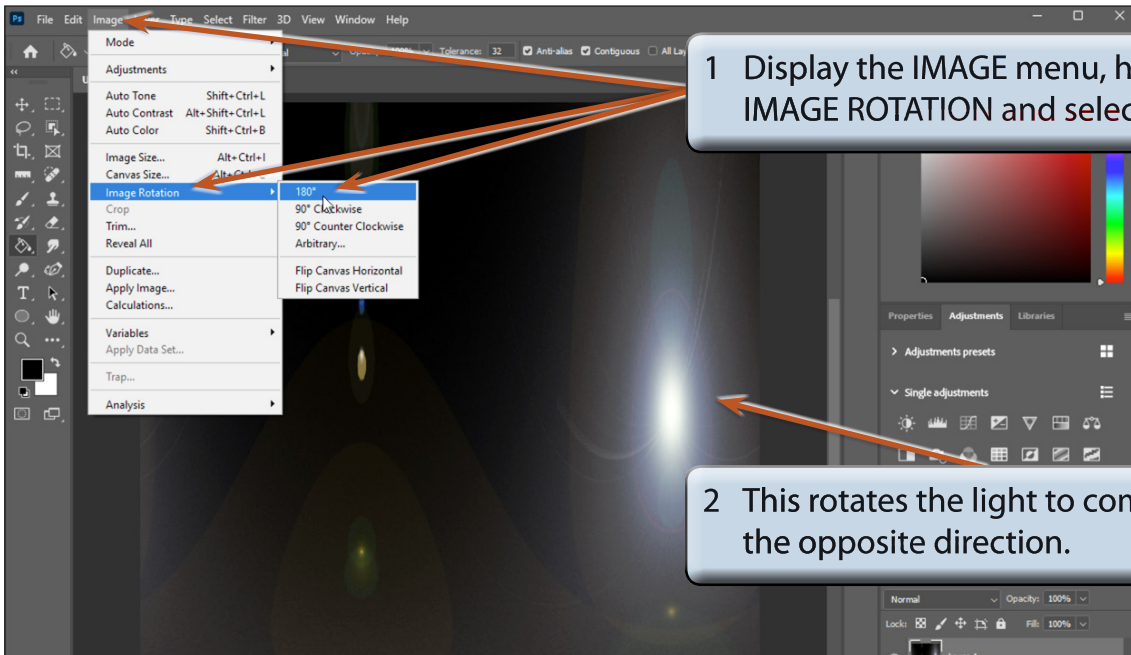 Ps File Edit Image Layer Type Select Filter 3D View Window Help
Tolerance: 32 Anti-alias Contiguous All Lay
Mode
Adjustments
Auto Tone Shift+Ctrl+L
Auto Contrast Alt+Shift+Ctrl+L
Auto Color Shift+Ctrl+B
Image Size... Alt+Ctrl+I
Canvas Size...
Image Rotation
Crop
Trim...
Reveal All
Duplicate...
Apply Image...
Calculations...
Variables
Apply Data Set...
Trap...
Analysis
180°
90° Clockwise
90° Counter Clockwise
Arbitrary...
Flip Canvas Horizontal
Flip Canvas Vertical
1 Display the IMAGE menu, h
IMAGE ROTATION and selec
Properties Adjustments Libraries
Adjustments presets
Single adjustments
2 This rotates the light to com
the opposite direction.
Normal Opacity: 100%
Lock: Fill: 100%